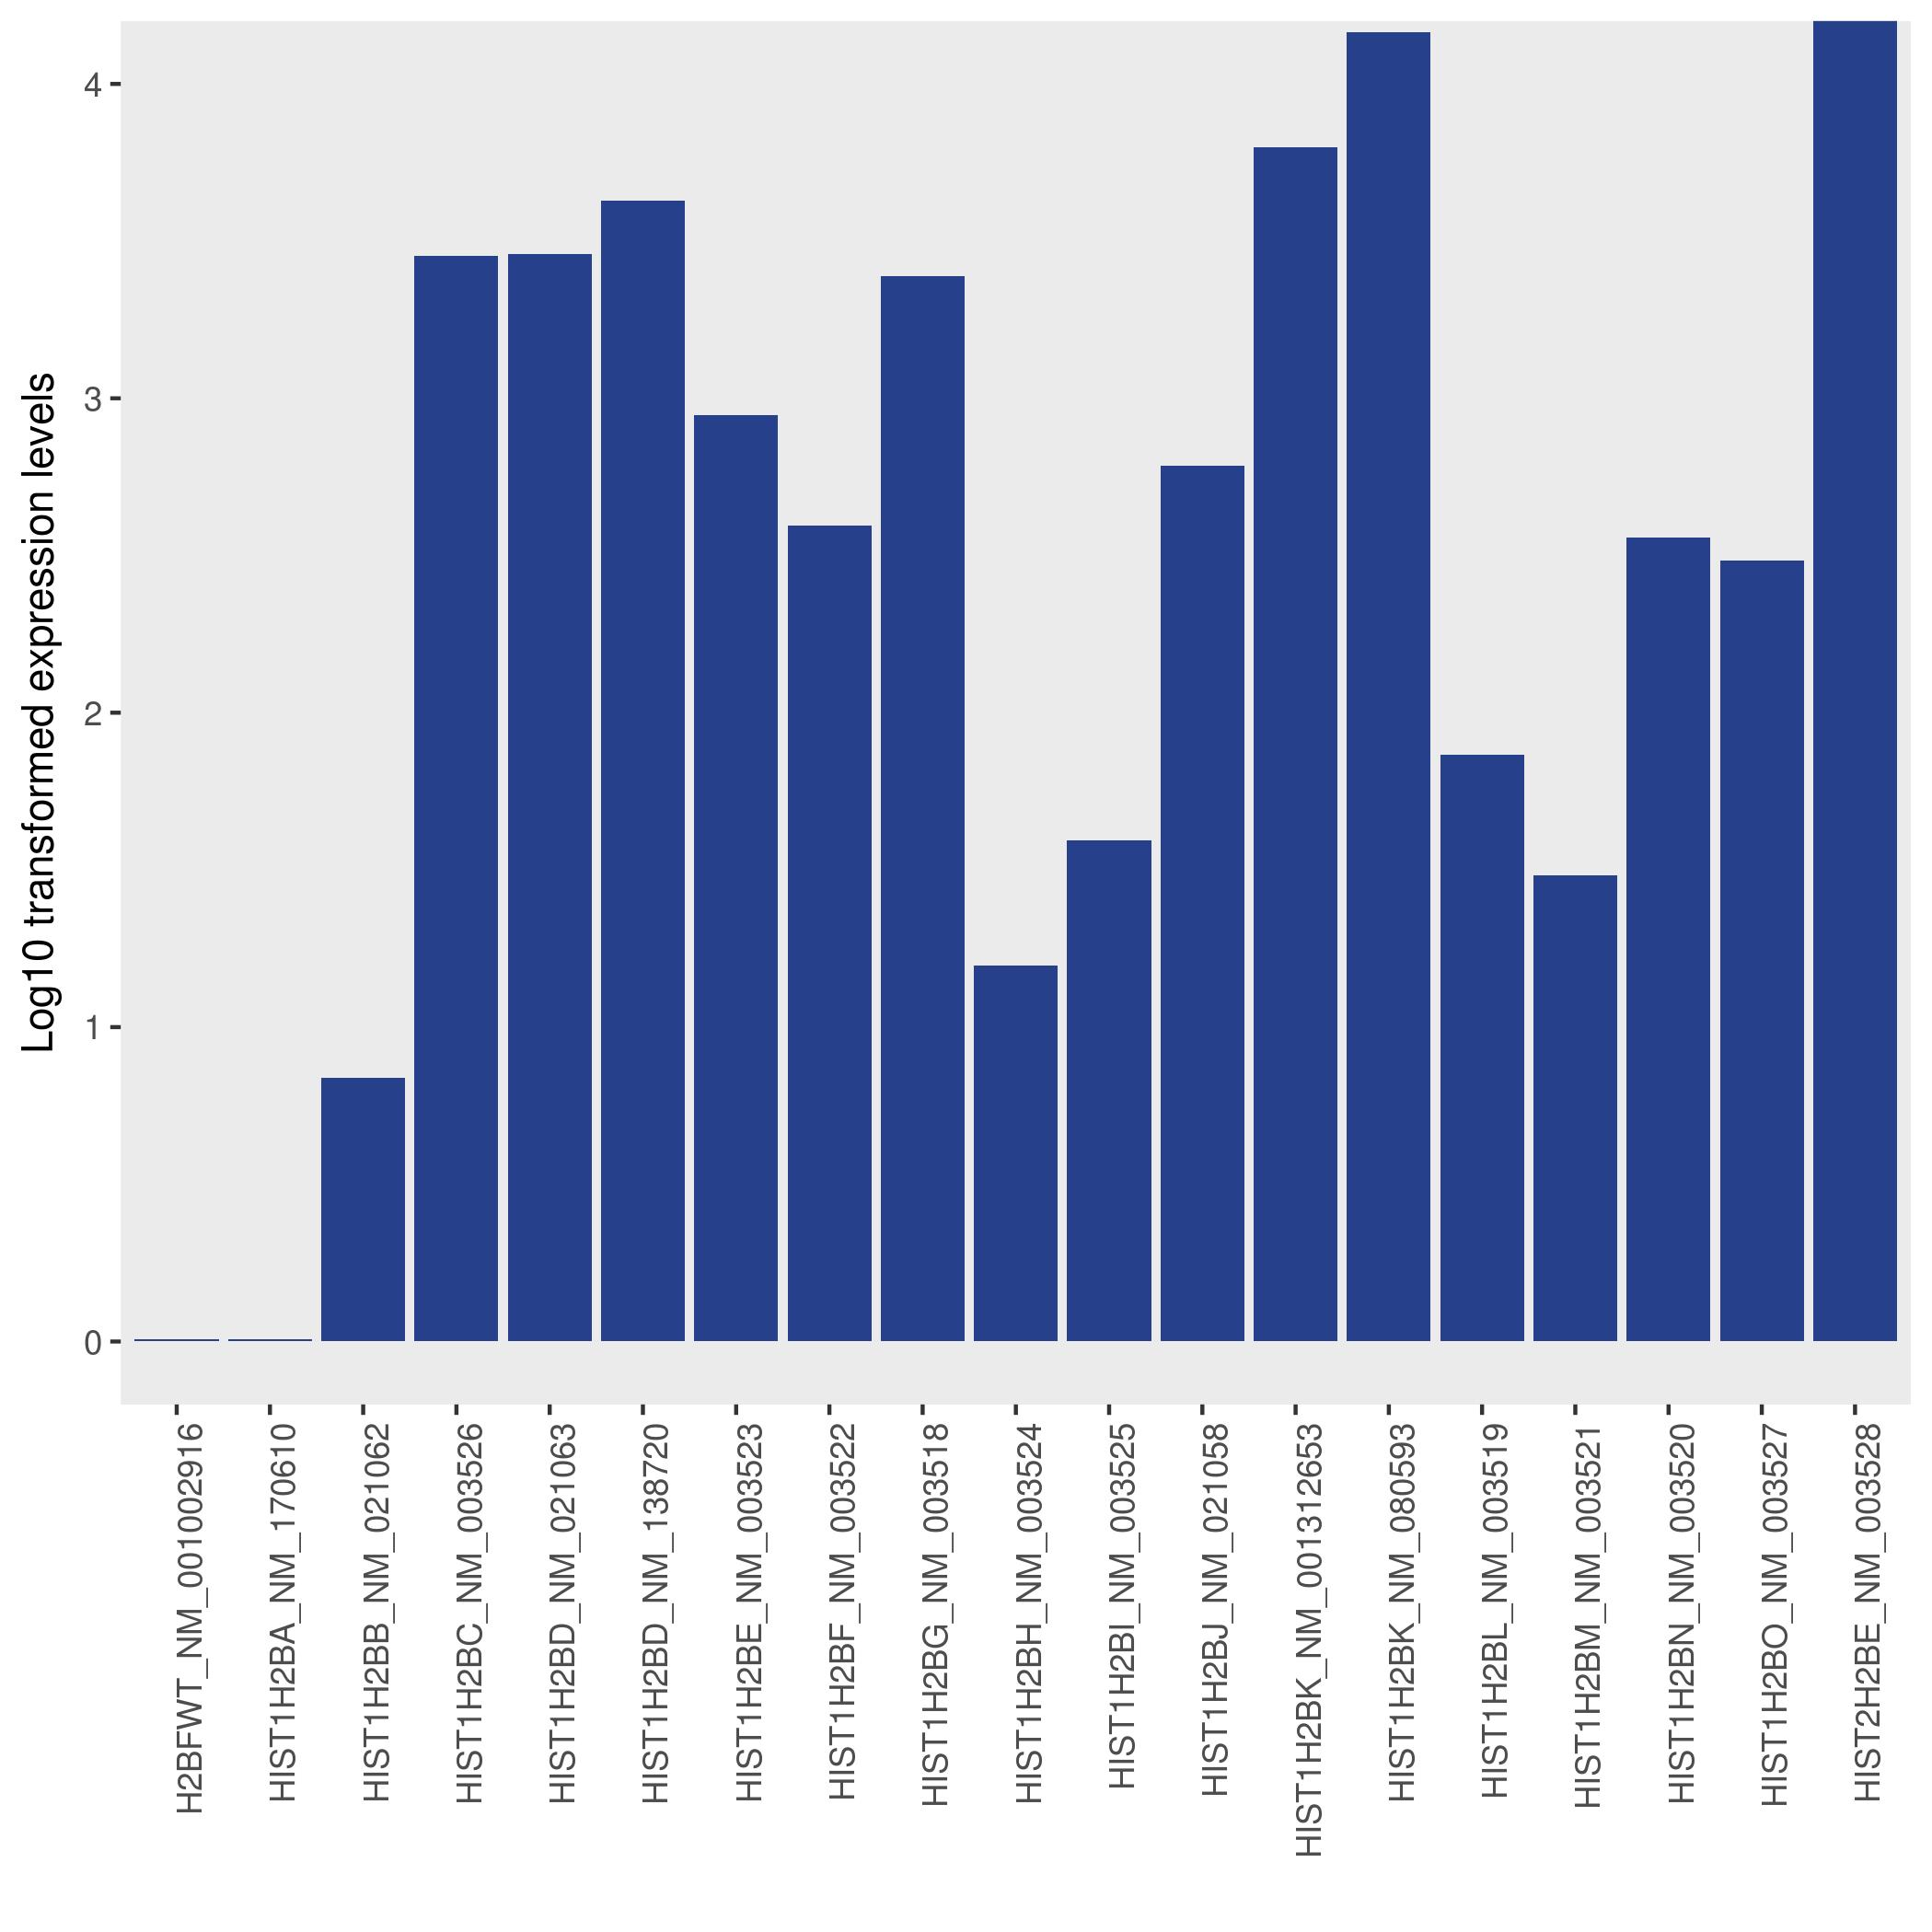 Log10 transformed expression levels
4
3
2
1
0
H2BFWT_NM_001002916
HIST1H2BA_NM_170610
HIST1H2BB_NM_021062
HIST1H2BC_NM_003526
HIST1H2BD_NM_021063
HIST1H2BD_NM_138720
HIST1H2BE_NM_003523
HIST1H2BF_NM_003522
HIST1H2BG_NM_003518
HIST1H2BH_NM_003524
HIST1H2BI_NM_003525
HIST1H2BJ_NM_021058
HIST1H2BK_NM_001312653
HIST1H2BK_NM_080593
HIST1H2BL_NM_003519
HIST1H2BM_NM_003521
HIST1H2BN_NM_003520
HIST1H2BO_NM_003527
HIST2H2BE_NM_003528